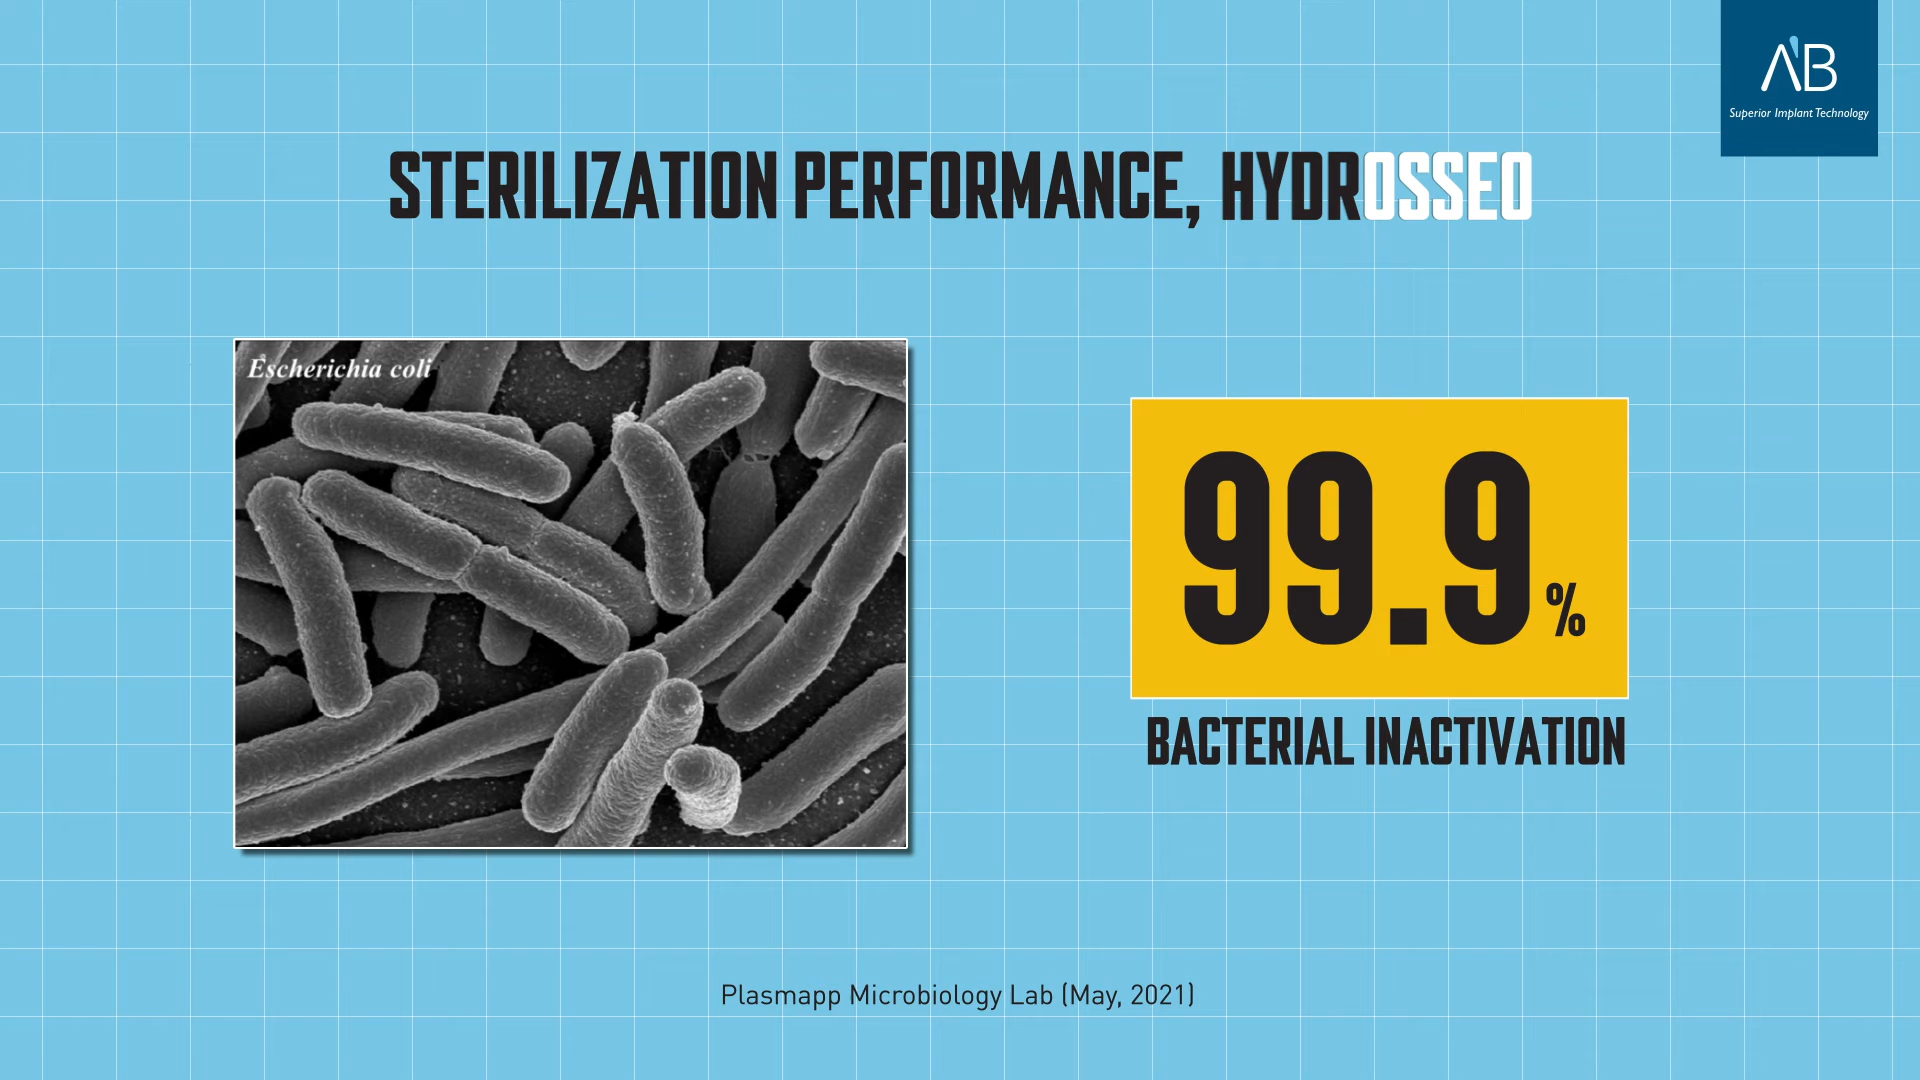 AB
Superior Implant Technology
STERILIZATION PERFORMANCE, HYDROSSEO
Escherichia coli
99.9%
BACTERIAL INACTIVATION
Plasmapp Microbiology Lab (May, 2021)